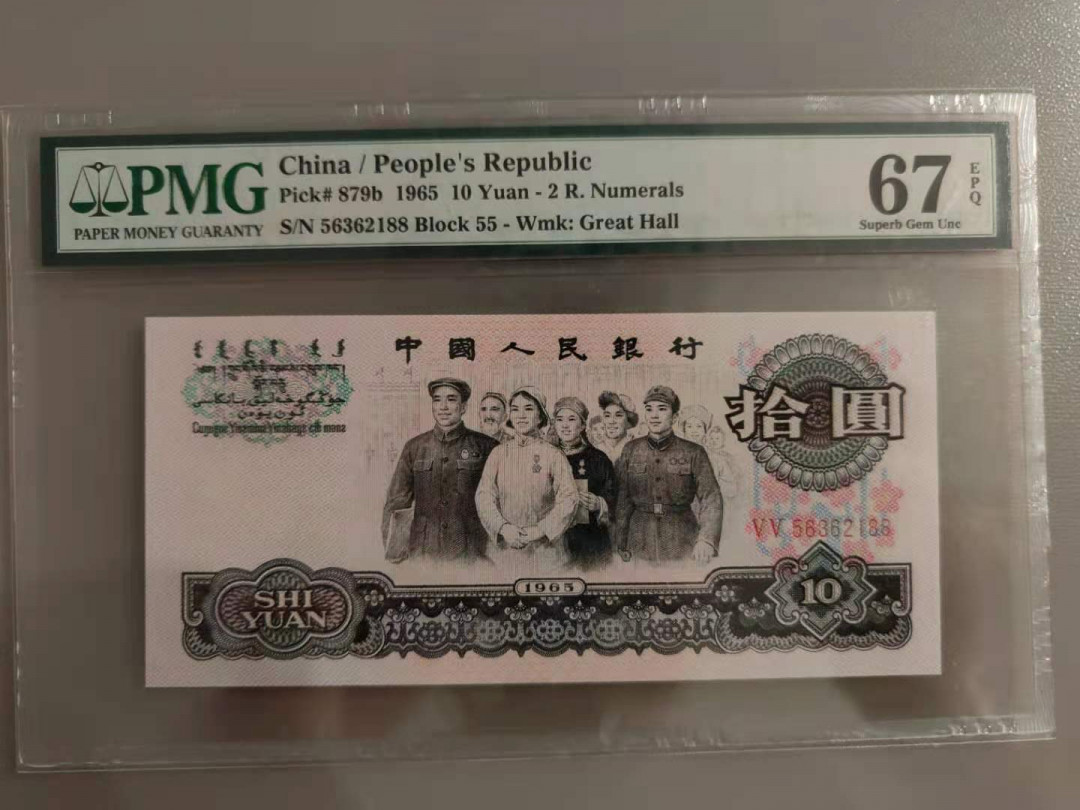 PMG
PAPER MONEY GUARANTY
China / People's Republic
Pick# 879b 1965 10 Yuan - 2 R. Numerals
S/N 56362188 Block 55 - Wmk: Great Hall
67
EPQ
Superb Gem Unc
中國人民銀行
拾圓
VV 56362188
1965
SHI
YUAN
10